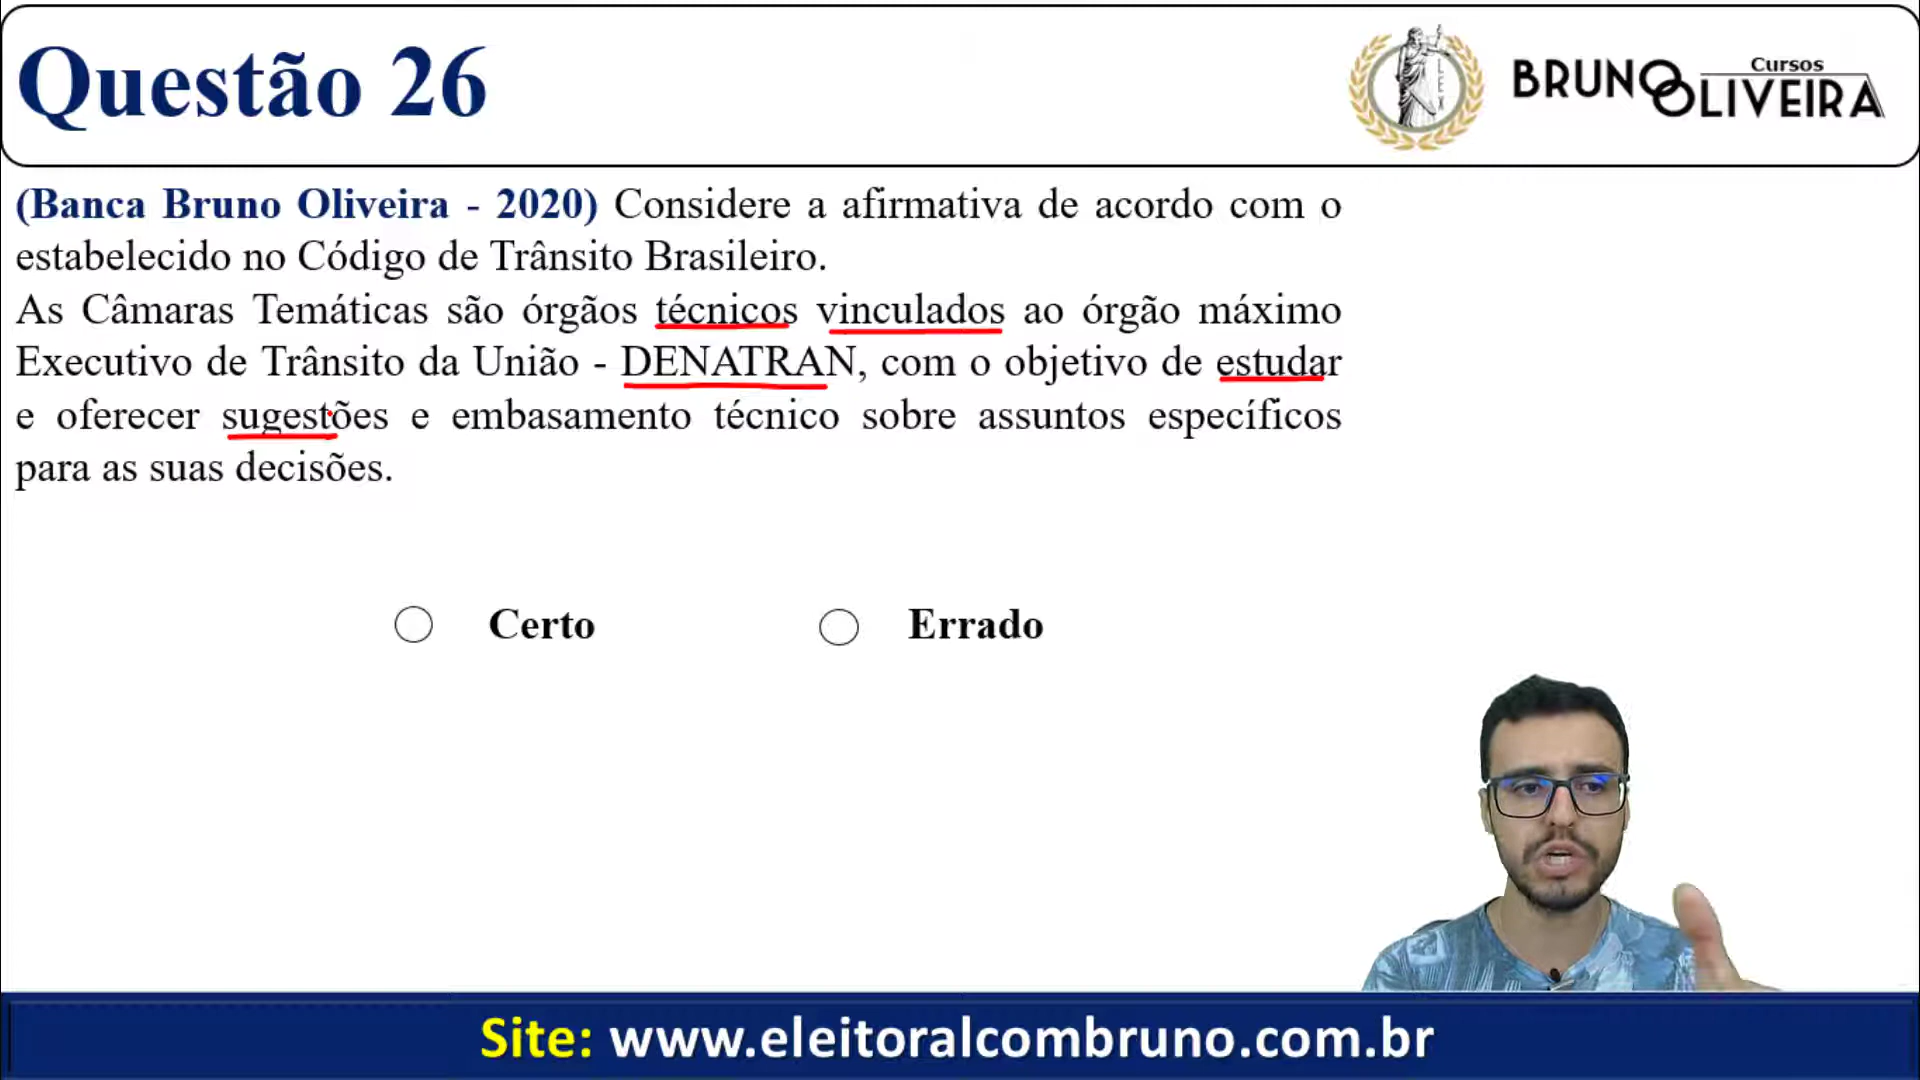 Questão 26
LEX
Cursos
BRUNO
OLIVEIRA
(Banca Bruno Oliveira - 2020) Considere a afirmativa de acordo com o
estabelecido no Código de Trânsito Brasileiro.
As Câmaras Temáticas são órgãos técnicos vinculados ao órgão máximo
Executivo de Trânsito da União - DENATRAN, com o objetivo de estudar
e oferecer sugestões e embasamento técnico sobre assuntos específicos
para as suas decisões.
Certo Errado
Site: www.eleitoralcombruno.com.br